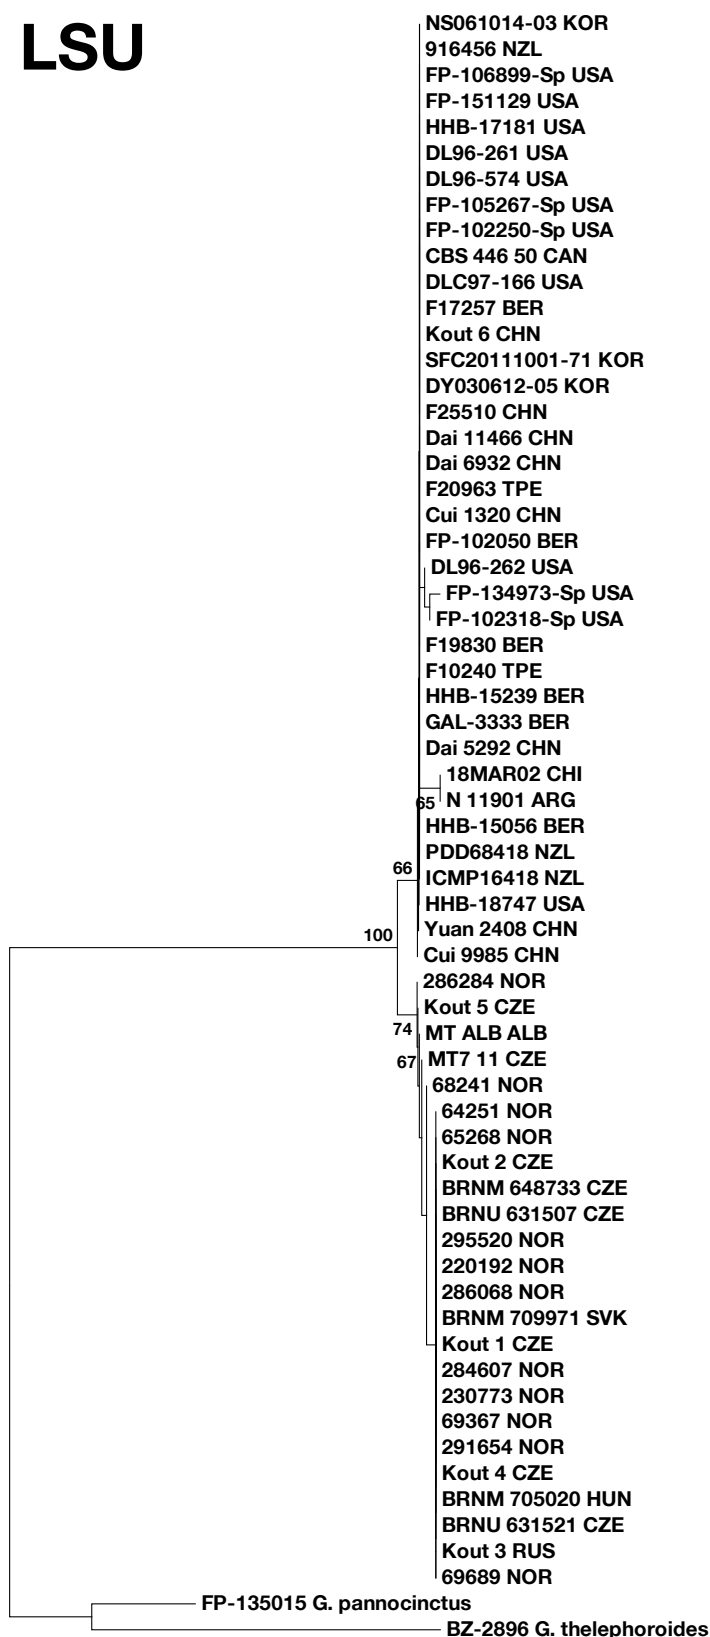 LSU
NS061014-03 KOR
916456 NZL
FP-106899-Sp USA
FP-151129 USA
HHB-17181 USA
DL96-261 USA
DL96-574 USA
FP-105267-Sp USA
FP-102250-Sp USA
CBS 446 50 CAN
DLC97-166 USA
F17257 BER
Kout 6 CHN
SFC20111001-71 KOR
DY030612-05 KOR
F25510 CHN
Dai 11466 CHN
Dai 6932 CHN
F20963 TPE
Cui 1320 CHN
FP-102050 BER
DL96-262 USA
FP-134973-Sp USA
FP-102318-Sp USA
F19830 BER
F10240 TPE
HHB-15239 BER
GAL-3333 BER
Dai 5292 CHN
18MAR02 CHI
65 N 11901 ARG
HHB-15056 BER
PDD68418 NZL
66 ICMP16418 NZL
HHB-18747 USA
100 Yuan 2408 CHN
Cui 9985 CHN
286284 NOR
Kout 5 CZE
74 MT ALB ALB
67 MT7 11 CZE
68241 NOR
64251 NOR
65268 NOR
Kout 2 CZE
BRNM 648733 CZE
BRNU 631507 CZE
295520 NOR
220192 NOR
286068 NOR
BRNM 709971 SVK
Kout 1 CZE
284607 NOR
230773 NOR
69367 NOR
291654 NOR
Kout 4 CZE
BRNM 705020 HUN
BRNU 631521 CZE
Kout 3 RUS
69689 NOR
FP-135015 G. pannocinctus
BZ-2896 G. thelephoroides